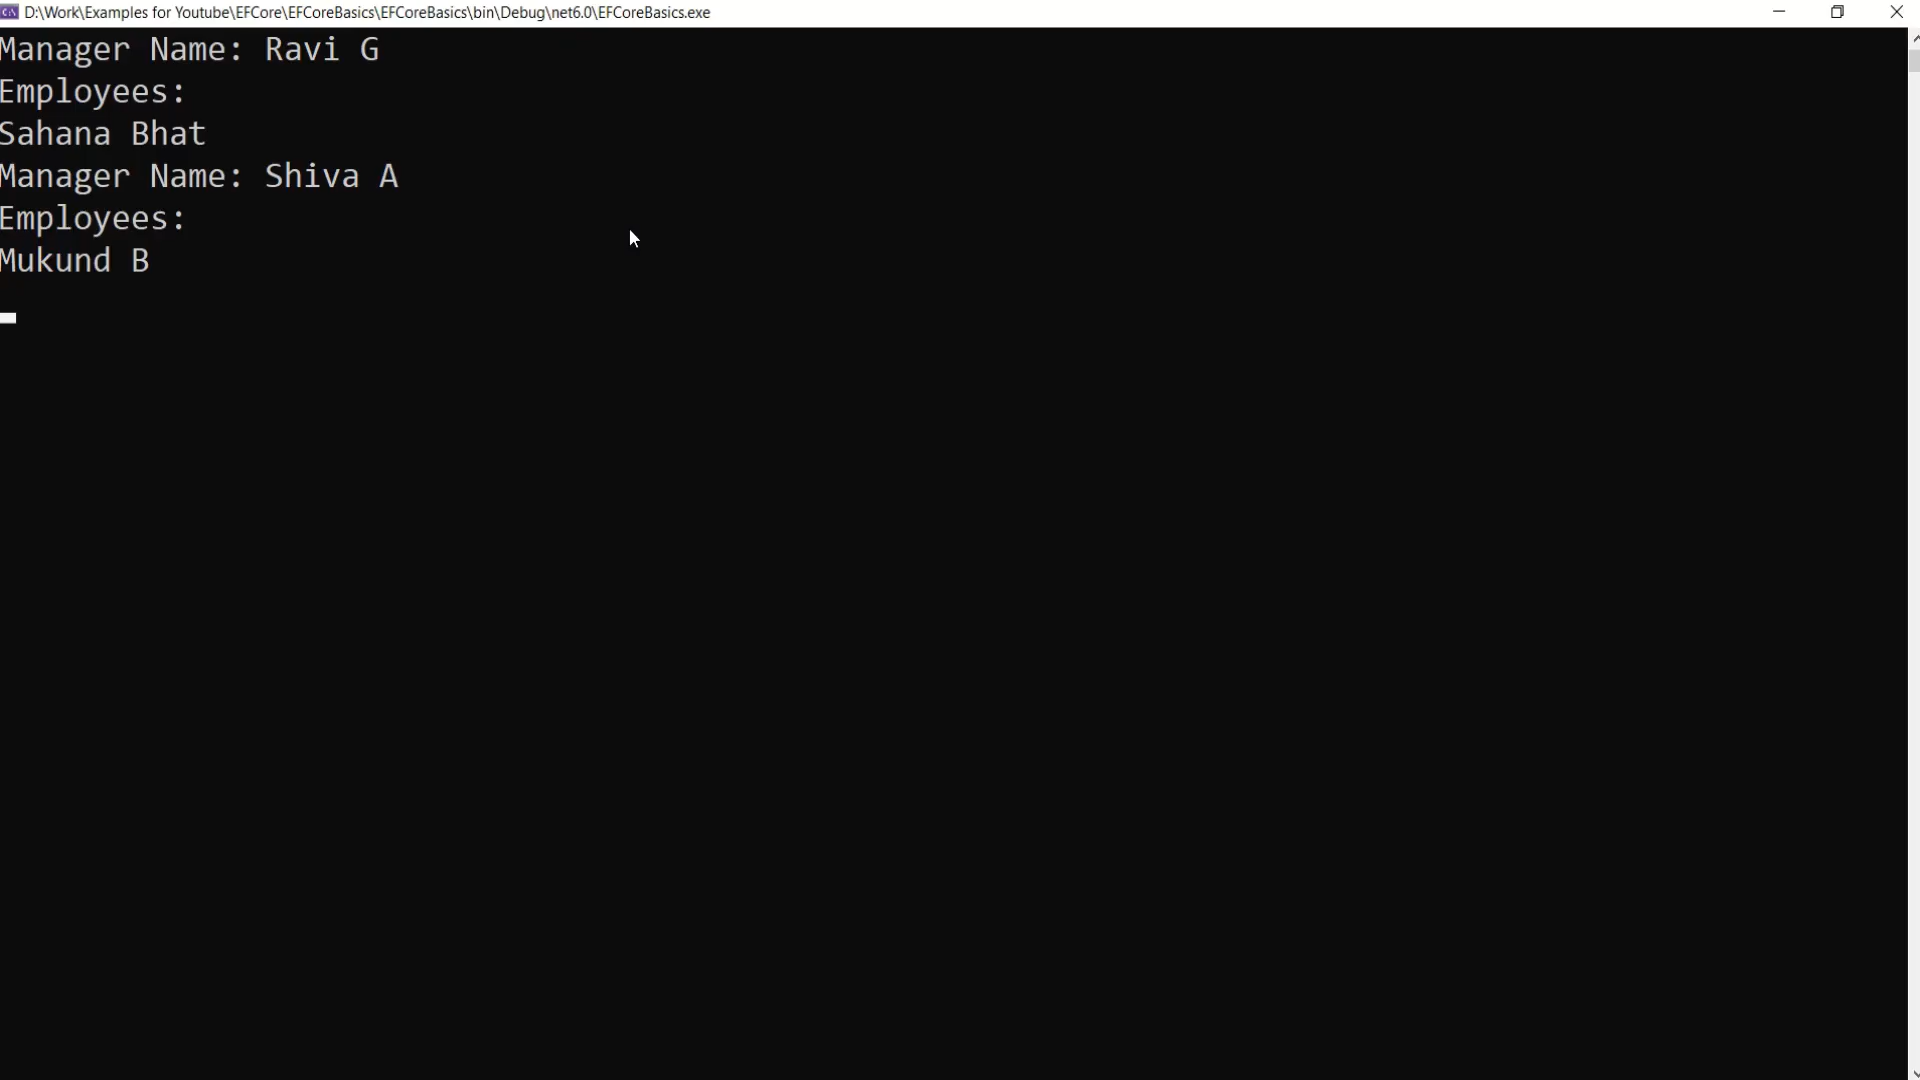 D:\Work\Examples for Youtube\EFCore\EFCoreBasics\EFCoreBasics\bin\Debug\net6.0\EFCoreBasics.exe
Manager Name: Ravi G
Employees:
Sahana Bhat
Manager Name: Shiva A
Employees:
Mukund B